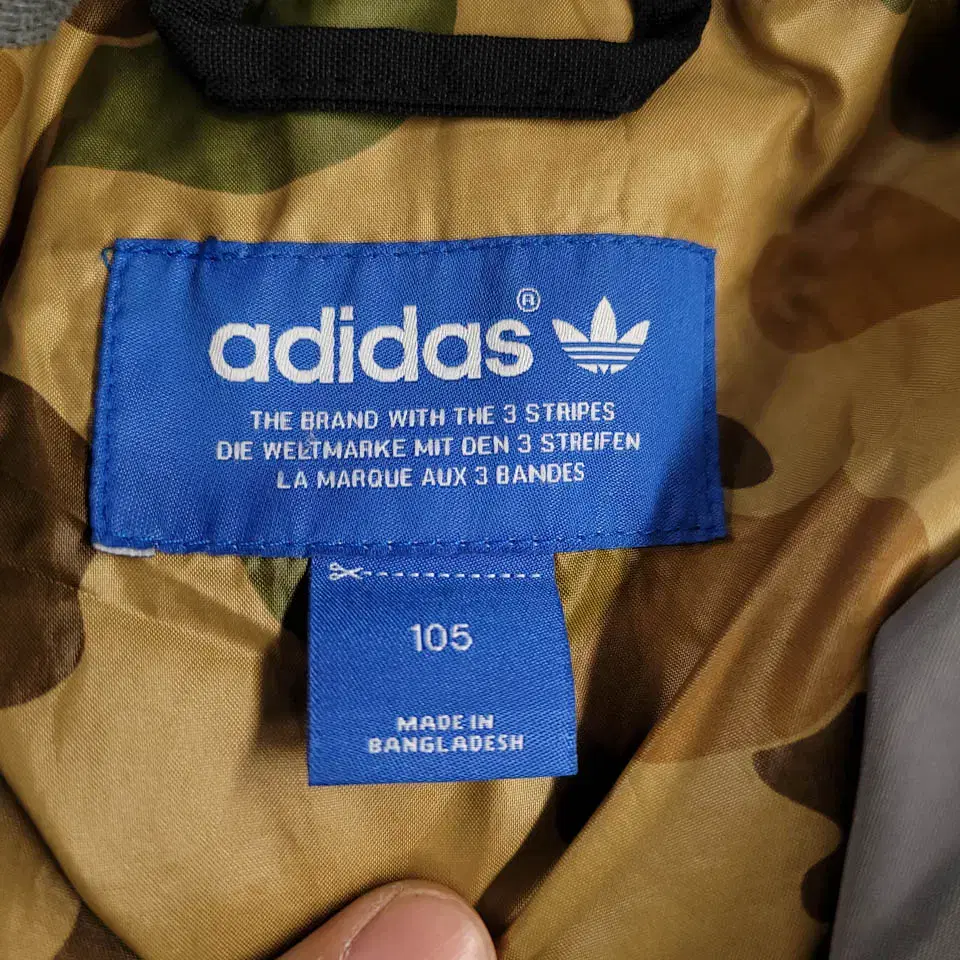 adidas®
THE BRAND WITH THE 3 STRIPES
DIE WELTMARKE MIT DEN 3 STREIFEN
LA MARQUE AUX 3 BANDES
105
MADE IN
BANGLADESH